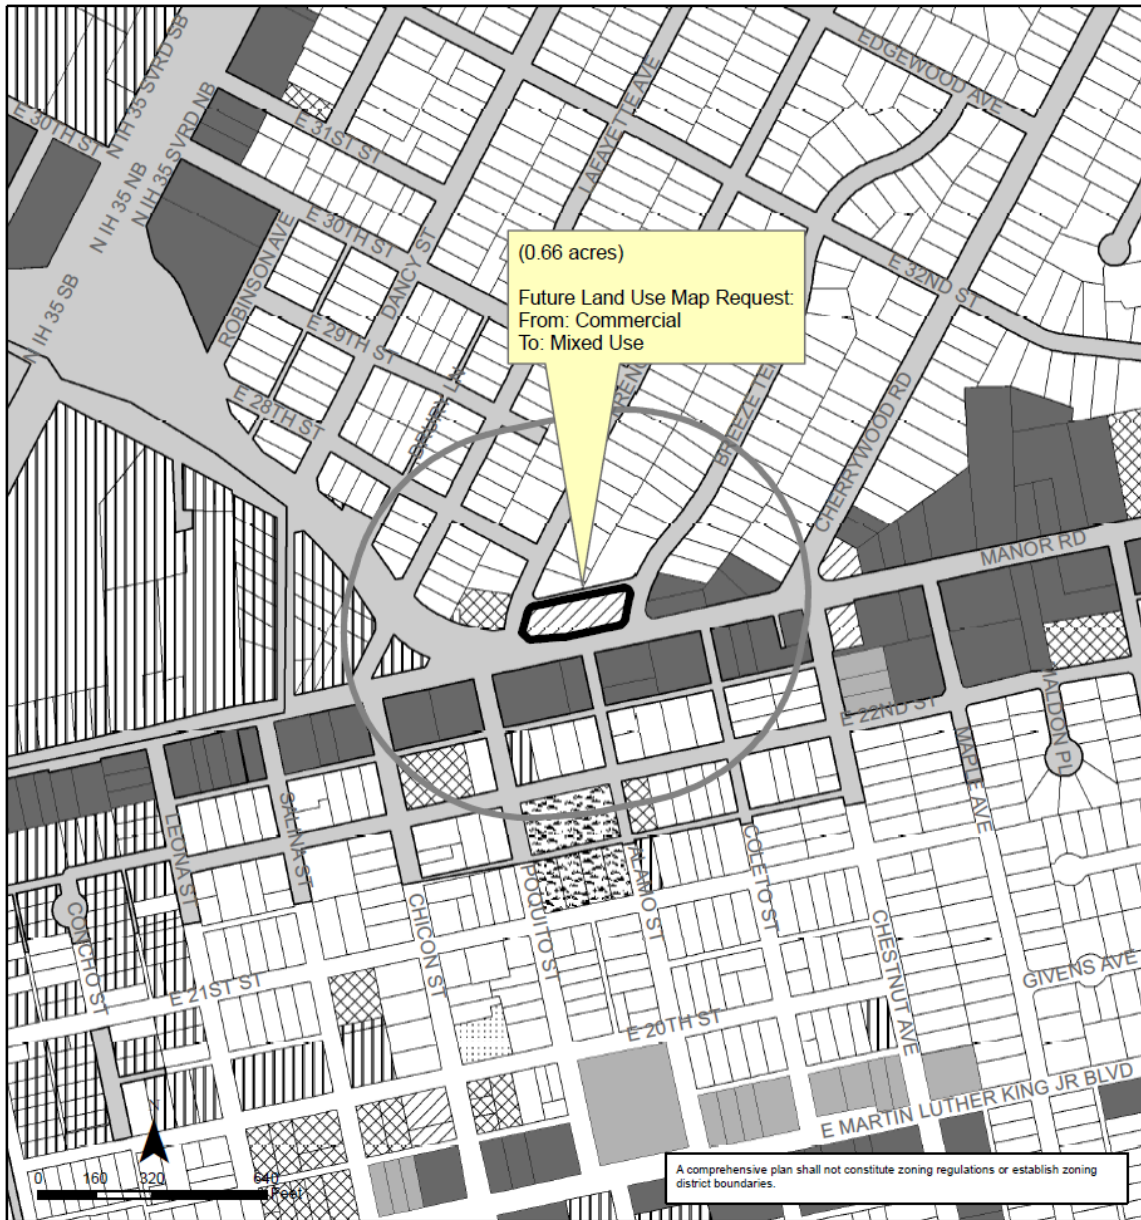 EDGEWOOD AVE
N IH 35 SVRD SB
N IH 35 SVRD NB
E 30TH ST
E 31ST ST
LAFAYETTE AVE
N IH 35 NB
E 30TH ST
ROBINSON AVE
DANCY ST
E 32ND ST
(0.66 acres)
Future Land Use Map Request:
From: Commercial
To: Mixed Use
N IH 35 SB
E 29TH ST
E 28TH ST
BREEZE TE
CHERRYWOOD RD
MANOR RD
E 22ND ST
MAPLE AVE
LEONA ST
SALINA ST
CHICON ST
POQUITO ST
ALAMO ST
COLETO ST
CHESTNUT AVE
CONCHO ST
E 21ST ST
GIVENS AVE
E 20TH ST
E MARTIN LUTHER KING JR BLVD
N
0 160 320 640
Feet
A comprehensive plan shall not constitute zoning regulations or establish zoning
district boundaries.